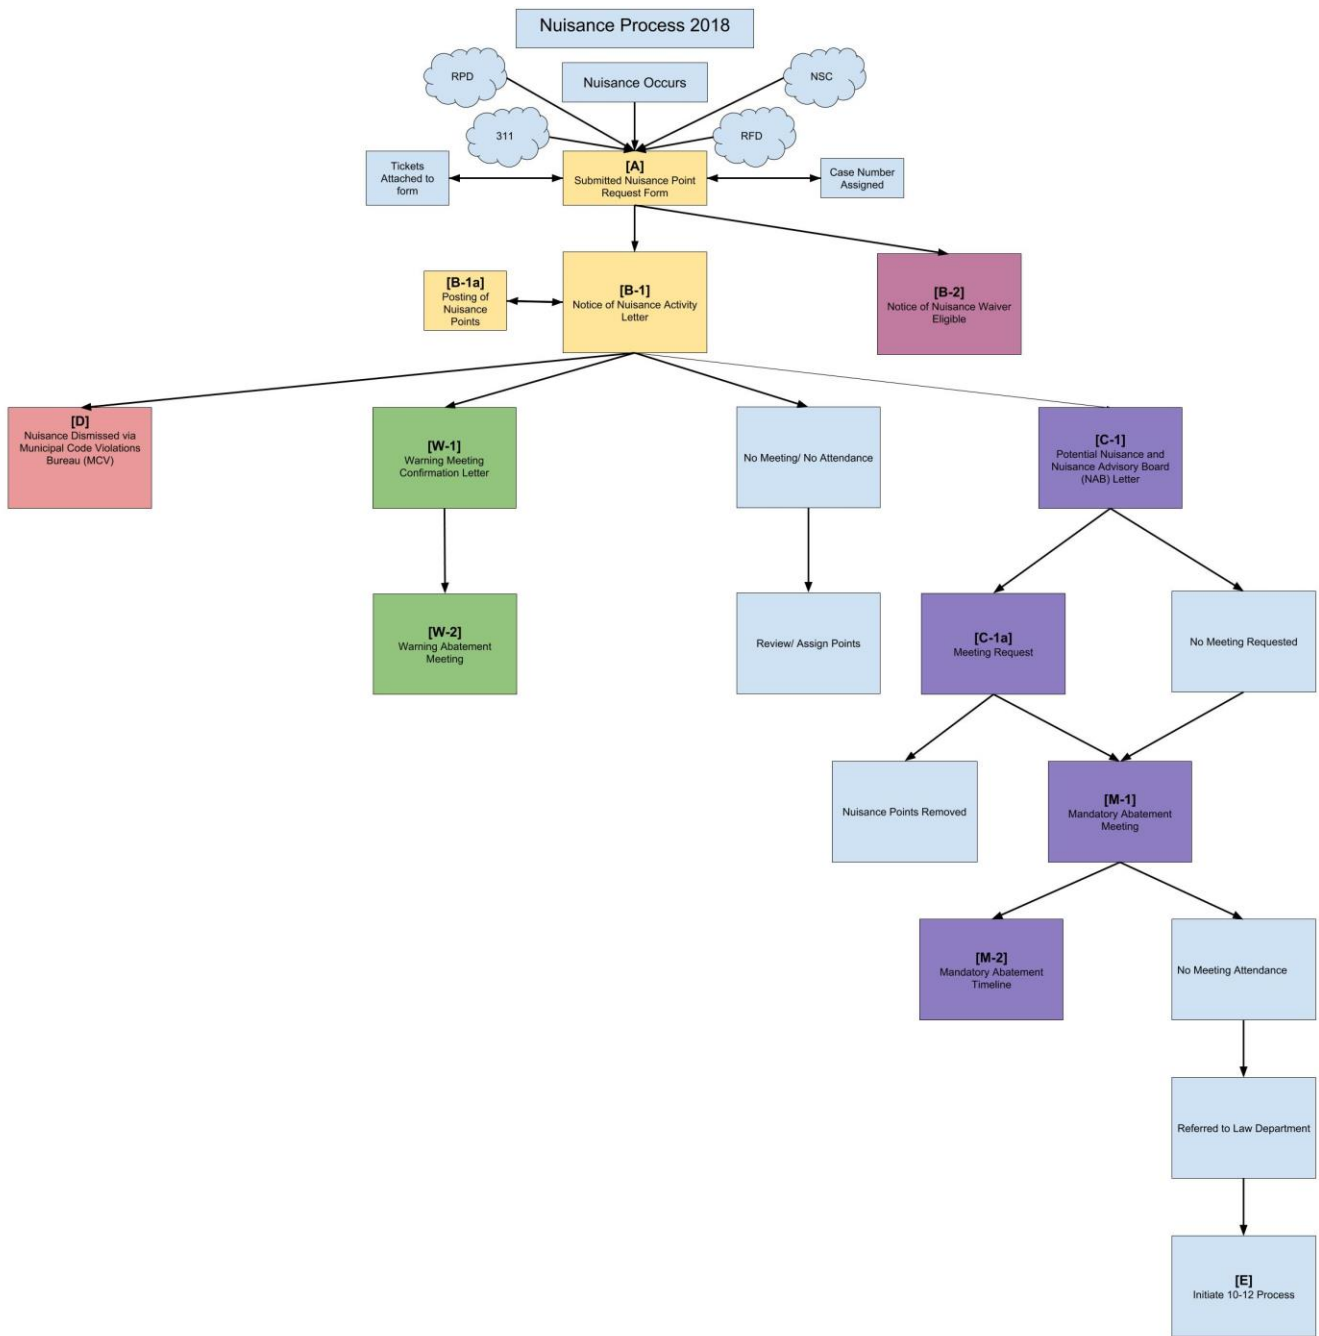 Nuisance Process 2018
RPD
Nuisance Occurs
NSC
311
RFD
Tickets
Attached to
form
[A]
Submitted Nuisance Point
Request Form
Case Number
Assigned
[B-1a]
Posting of
Nuisance
Points
[B-1]
Notice of Nuisance Activity
Letter
[B-2]
Notice of Nuisance Waiver
Eligible
[D]
Nuisance Dismissed via
Municipal Code Violations
Bureau (MCV)
[W-1]
Warning Meeting
Confirmation Letter
No Meeting/ No Attendance
[C-1]
Potential Nuisance and
Nuisance Advisory Board
(NAB) Letter
[W-2]
Warning Abatement
Meeting
Review/ Assign Points
[C-1a]
Meeting Request
No Meeting Requested
Nuisance Points Removed
[M-1]
Mandatory Abatement
Meeting
[M-2]
Mandatory Abatement
Timeline
No Meeting Attendance
Referred to Law Department
[E]
Initiate 10-12 Process